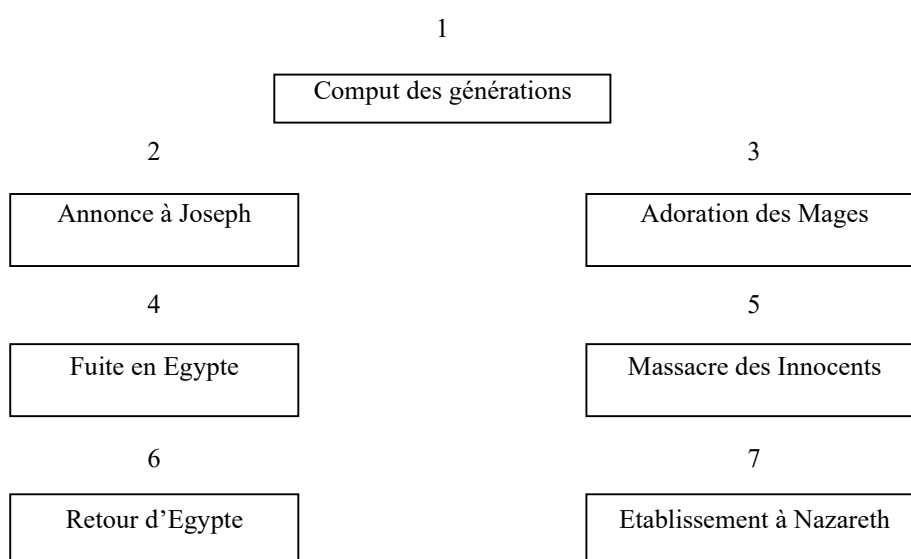 1
Comput des générations
2
3
Annonce à Joseph
Adoration des Mages
4
5
Fuite en Egypte
Massacre des Innocents
6
7
Retour d’Egypte
Etablissement à Nazareth